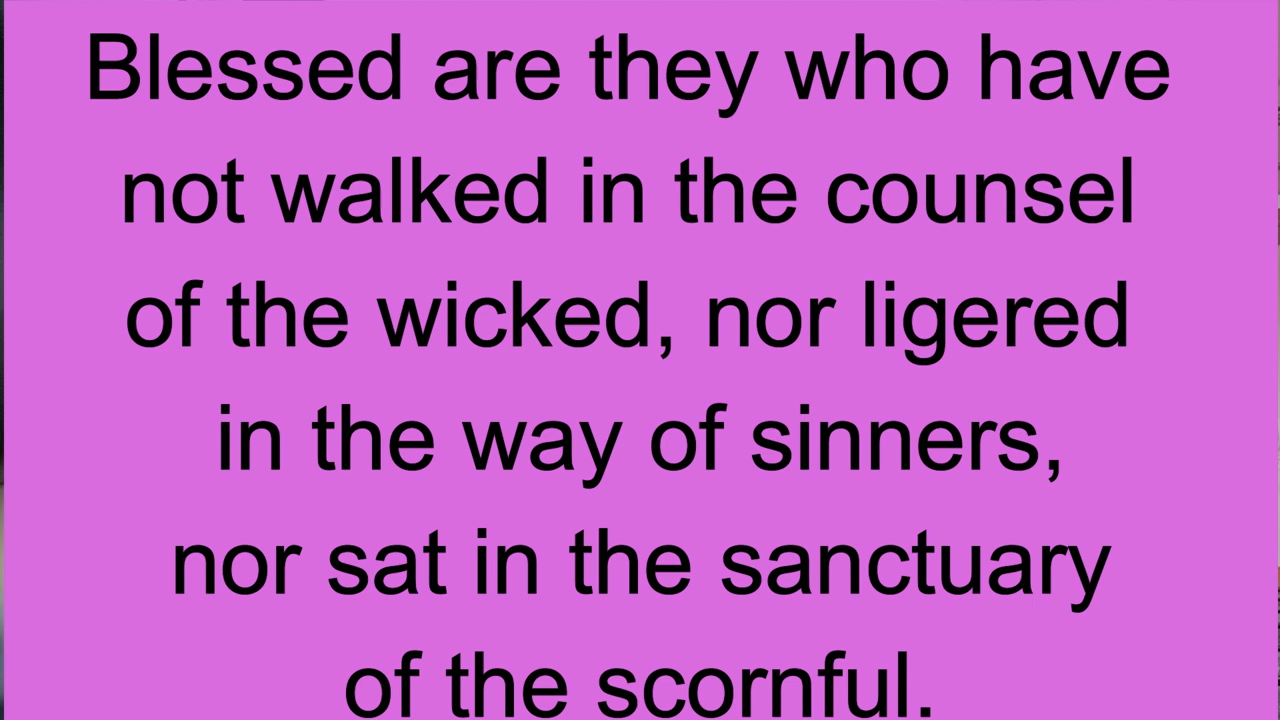 Blessed are they who have
not walked in the counsel
of the wicked, nor ligered
in the way of sinners,
nor sat in the sanctuary
of the scornful.